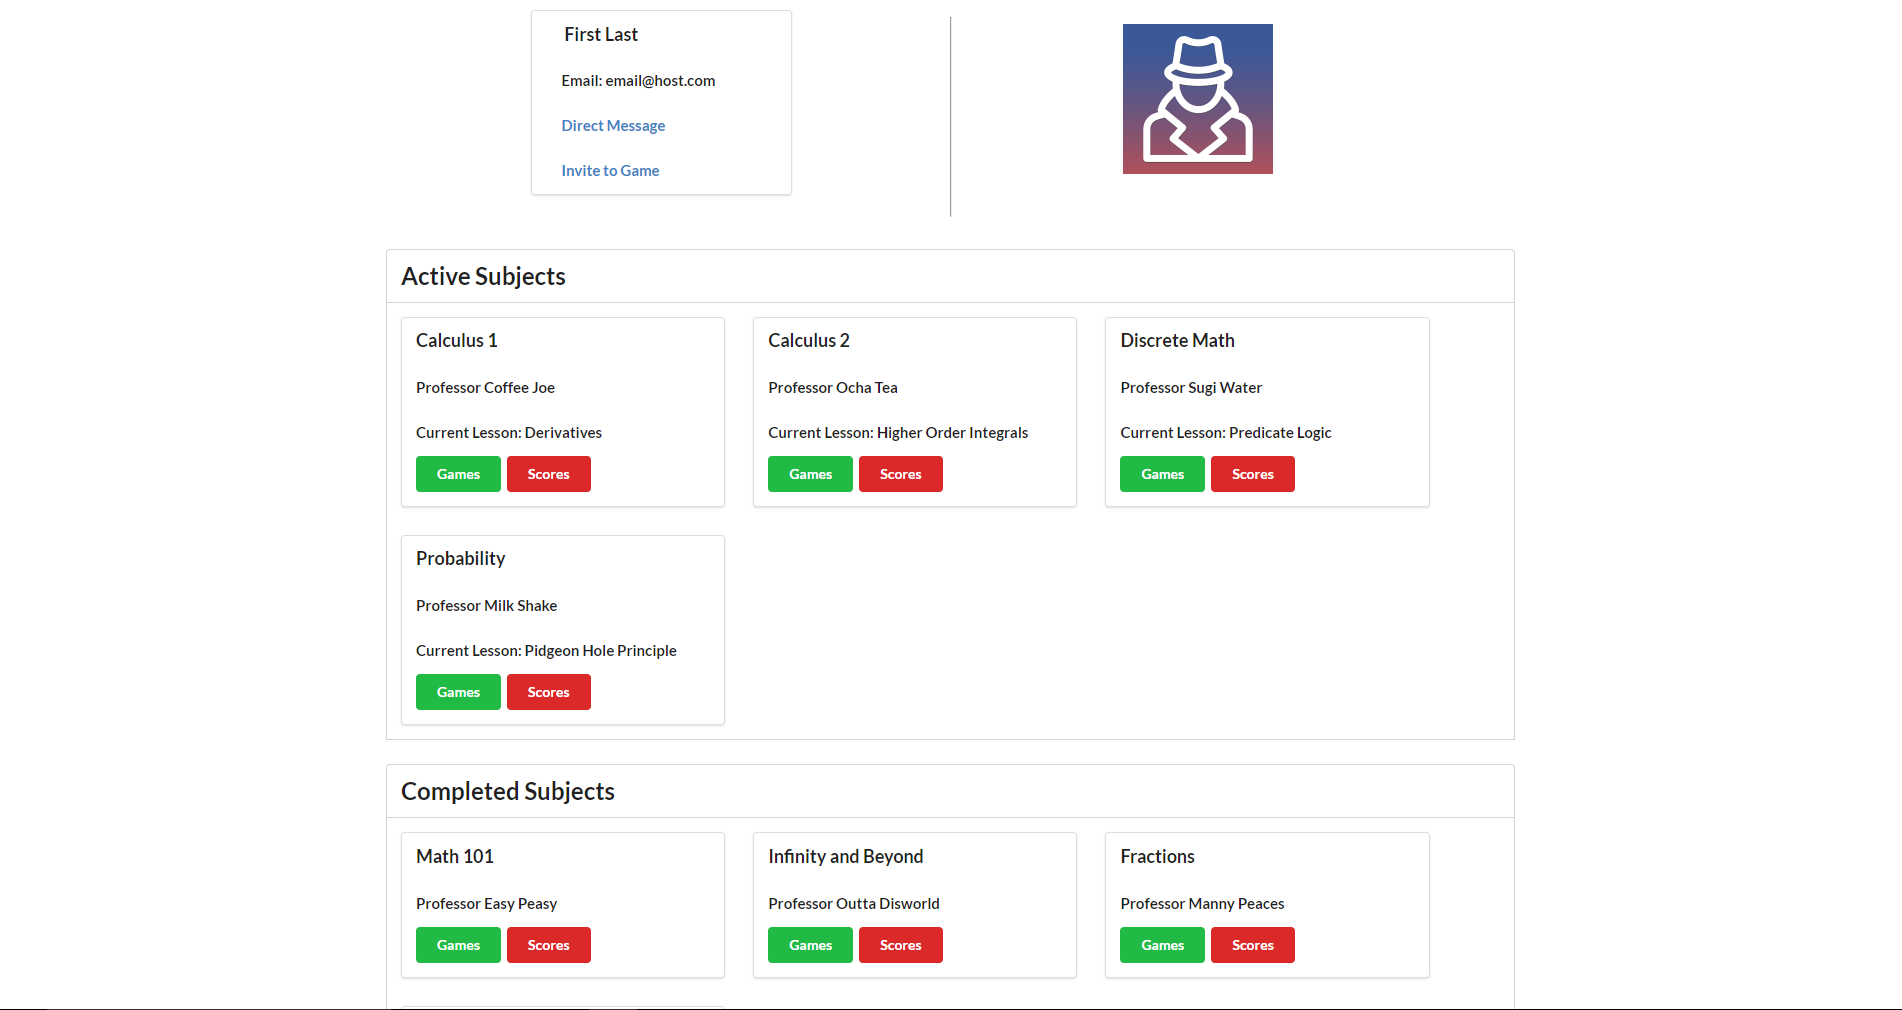 First Last
Email: email@host.com
Direct Message
Invite to Game
Active Subjects
Calculus 1
Professor Coffee Joe
Current Lesson: Derivatives
Games Scores
Calculus 2
Professor Ocha Tea
Current Lesson: Higher Order Integrals
Games Scores
Discrete Math
Professor Sugi Water
Current Lesson: Predicate Logic
Games Scores
Probability
Professor Milk Shake
Current Lesson: Pidgeon Hole Principle
Games Scores
Completed Subjects
Math 101
Professor Easy Peasy
Games Scores
Infinity and Beyond
Professor Outta Disworld
Games Scores
Fractions
Professor Manny Peaces
Games Scores